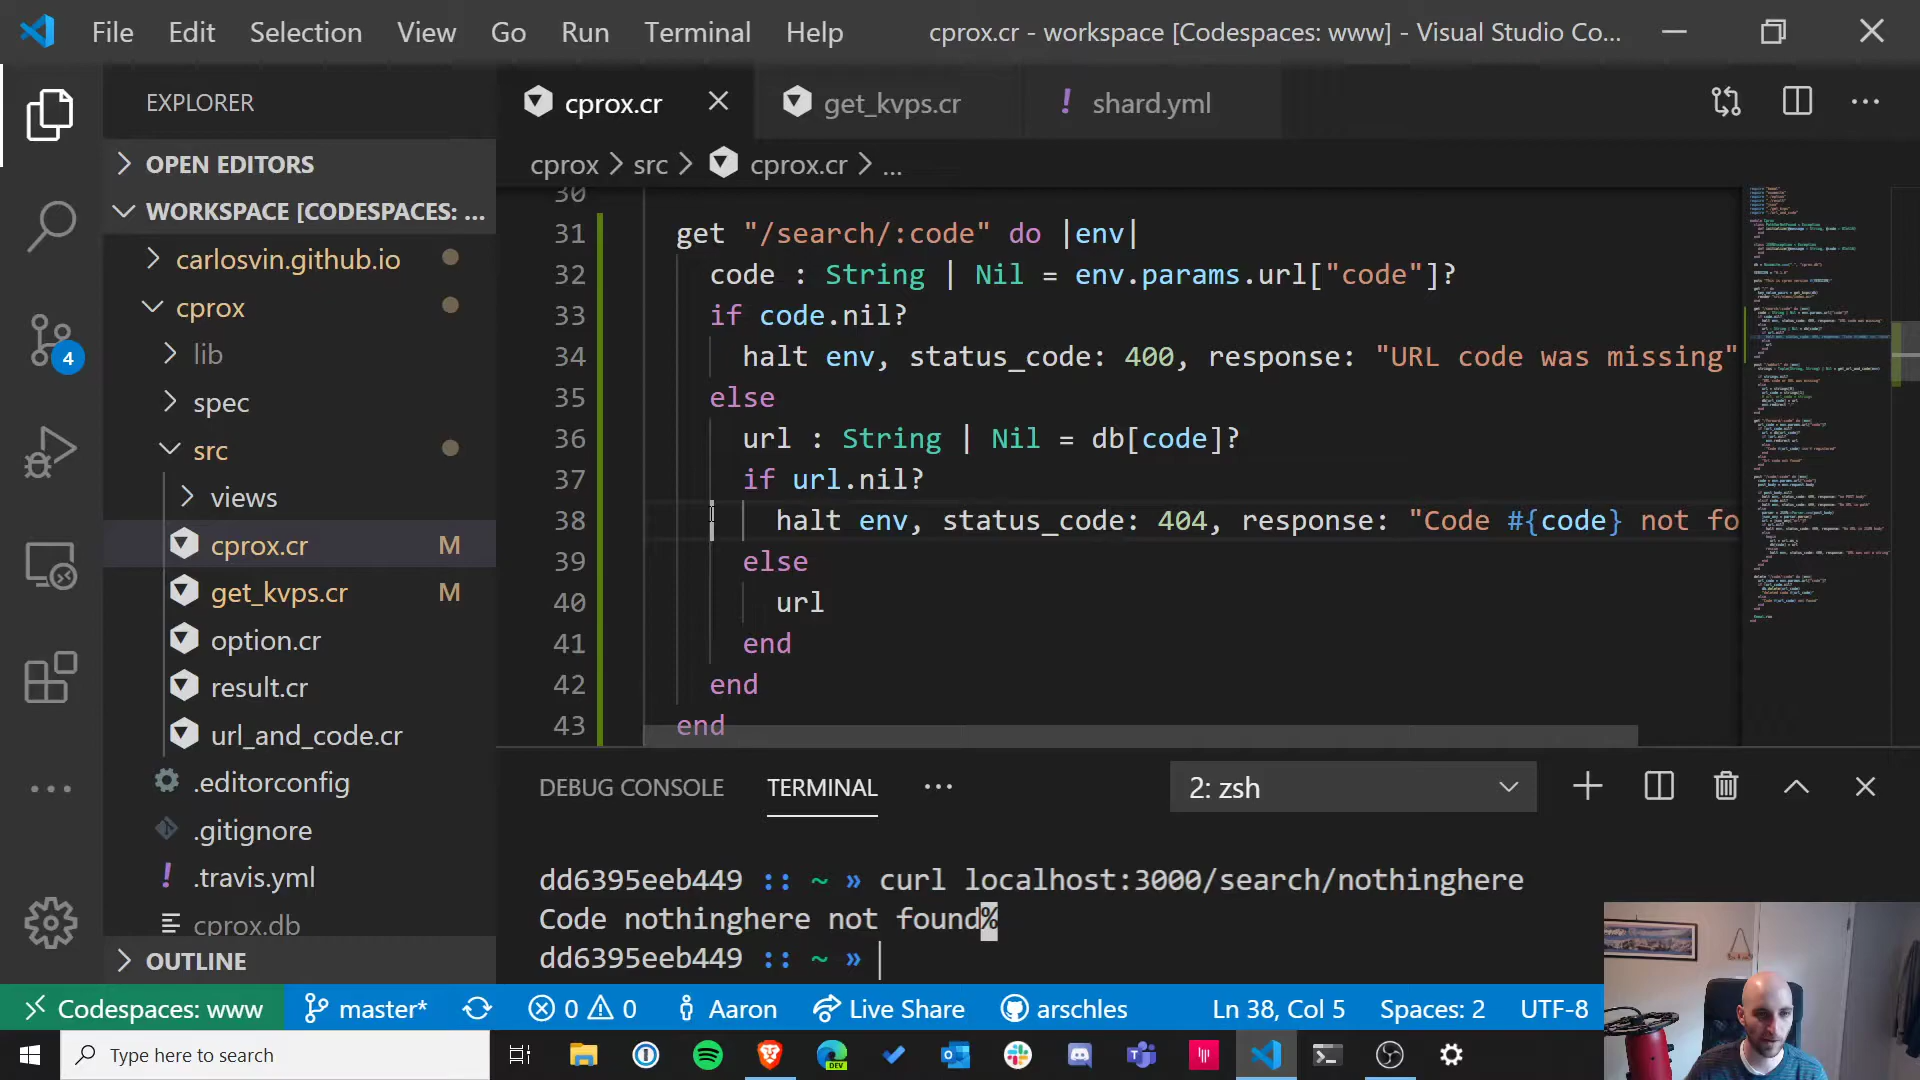 File Edit Selection View Go Run Terminal Help cprox.cr - workspace [Codespaces: www] - Visual Studio Co...
EXPLORER
OPEN EDITORS
WORKSPACE [CODESPACES: ...
carlosvin.github.io
cprox
lib
spec
src
views
cprox.cr M
get_kvps.cr M
option.cr
result.cr
url_and_code.cr
.editorconfig
.gitignore
! .travis.yml
cprox.db
OUTLINE
4
cprox.cr get_kvps.cr ! shard.yml
cprox > src > cprox.cr > ...
30
31 get "/search/:code" do |env|
32 code : String | Nil = env.params.url["code"]?
33 if code.nil?
34 halt env, status_code: 400, response: "URL code was missing"
35 else
36 url : String | Nil = db[code]?
37 if url.nil?
38 halt env, status_code: 404, response: "Code #{code} not fo
39 else
40 url
41 end
42 end
43 end
DEBUG CONSOLE TERMINAL ... 2: zsh
dd6395eeb449 :: ~ » curl localhost:3000/search/nothinghere
Code nothinghere not found%
dd6395eeb449 :: ~ »
Codespaces: www master* 0 0 Aaron Live Share arschles Ln 38, Col 5 Spaces: 2 UTF-8
Type here to search
DEV